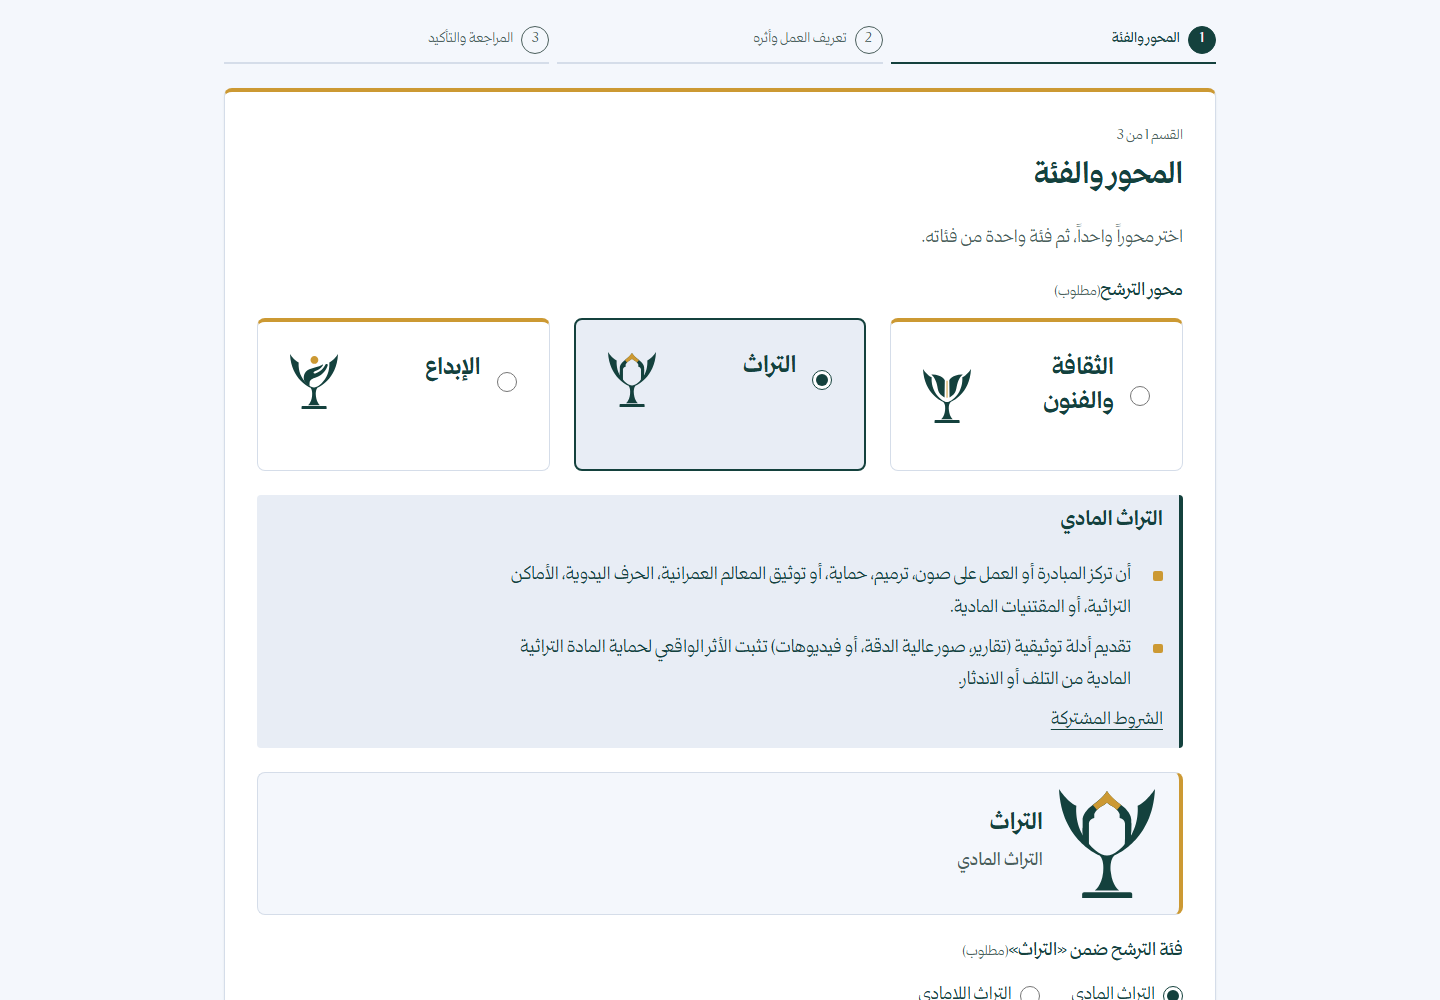 1 المحور والفئة
2 تعريف العمل وأثره
3 المراجعة والتأكيد
القسم 1 من 3
المحور والفئة
اختر محوراً واحداً، ثم فئة واحدة من فئاته.
محور الترشح(مطلوب)
الثقافة
والفنون
التراث
الإبداع
التراث المادي
أن تركز المبادرة أو العمل على صون، ترميم، حماية، أو توثيق المعالم العمرانية، الحرف اليدوية، الأماكن
التراثية، أو المقتنيات المادية.
تقديم أدلة توثيقية (تقارير، صور عالية الدقة، أو فيديوهات) تثبت الأثر الواقعي لحماية المادة التراثية
المادية من التلف أو الاندثار.
الشروط المشتركة
التراث
التراث المادي
فئة الترشح ضمن «التراث»(مطلوب)
التراث المادي
التراث اللامادي